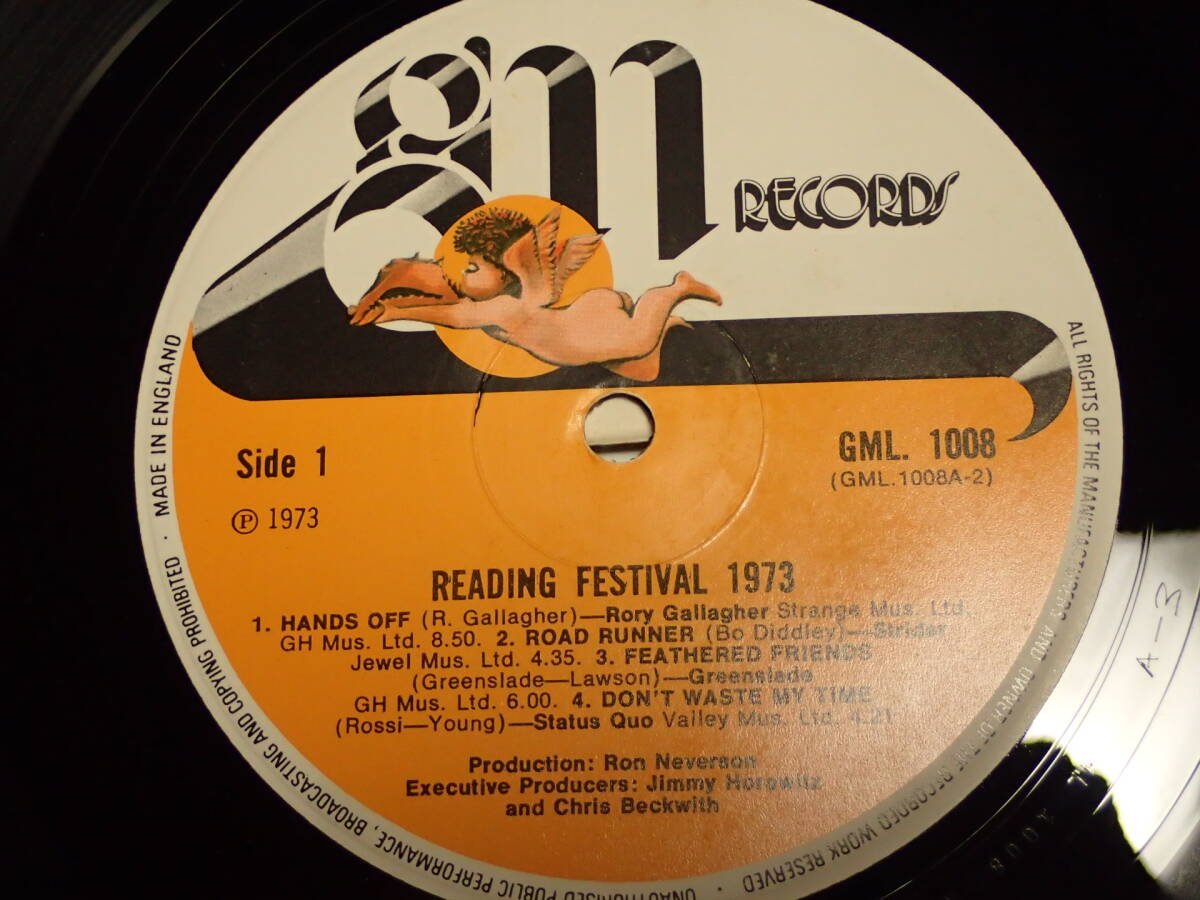 gm
RECORDS
Side 1
℗ 1973
GML. 1008
(GML.1008A-2)
READING FESTIVAL 1973
1. HANDS OFF (R. Gallagher)—Rory Gallagher Strange Mus. Ltd.
GH Mus. Ltd. 8.50. 2. ROAD RUNNER (Bo Diddley)—Strider
Jewel Mus. Ltd. 4.35. 3. FEATHERED FRIENDS
(Greenslade—Lawson)—Greenslade
GH Mus. Ltd. 6.00. 4. DON'T WASTE MY TIME
(Rossi—Young)—Status Quo Valley Mus. Ltd. 4.21
Production: Ron Neverson
Executive Producers: Jimmy Horowitz
and Chris Beckwith
ALL RIGHTS OF THE MANUFACTURER AND OWNER OF THE RECORDED WORK RESERVED ·
UNAUTHORISED PUBLIC PERFORMANCE, BROADCASTING AND COPYING PROHIBITED · MADE IN ENGLAND
A-3